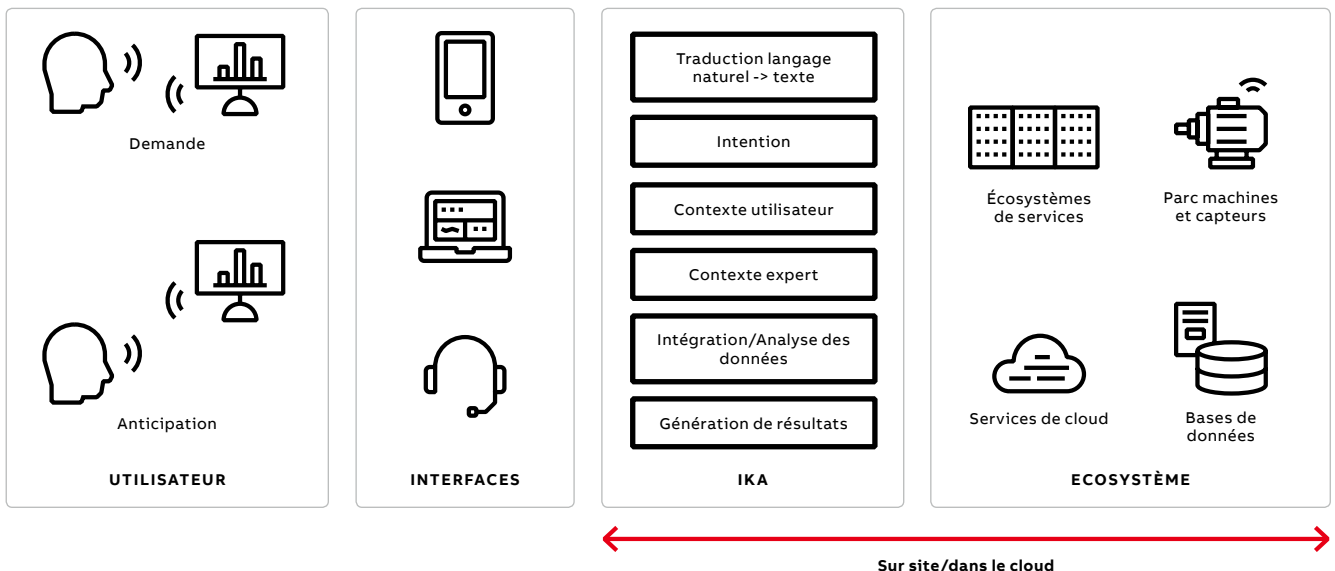 Demande
Anticipation
UTILISATEUR
INTERFACES
Traduction langage
naturel -> texte
Intention
Contexte utilisateur
Contexte expert
Intégration/Analyse des
données
Génération de résultats
IKA
Écosystèmes
de services
Parc machines
et capteurs
Services de cloud
Bases de
données
ECOSYSTÈME
Sur site/dans le cloud